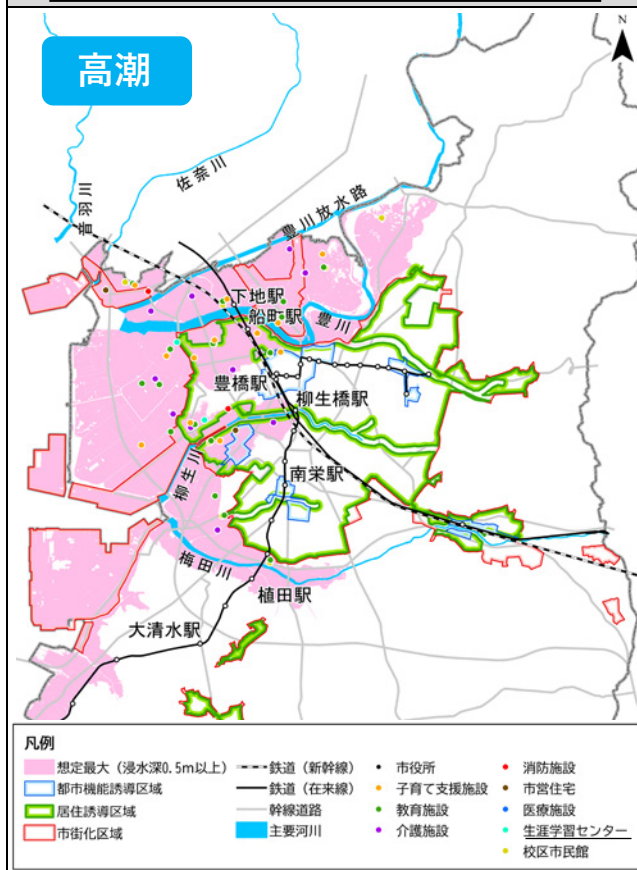 高潮
N
佐奈川
音羽川
豊川放水路
下地駅
船町駅
豊川
豊橋駅
柳生橋駅
柳生川
南栄駅
梅田川
植田駅
大清水駅
凡例
想定最大（浸水深0.5m以上）
都市機能誘導区域
居住誘導区域
市街化区域
鉄道（新幹線）
鉄道（在来線）
幹線道路
主要河川
市役所
子育て支援施設
教育施設
介護施設
消防施設
市営住宅
医療施設
生涯学習センター
校区市民館